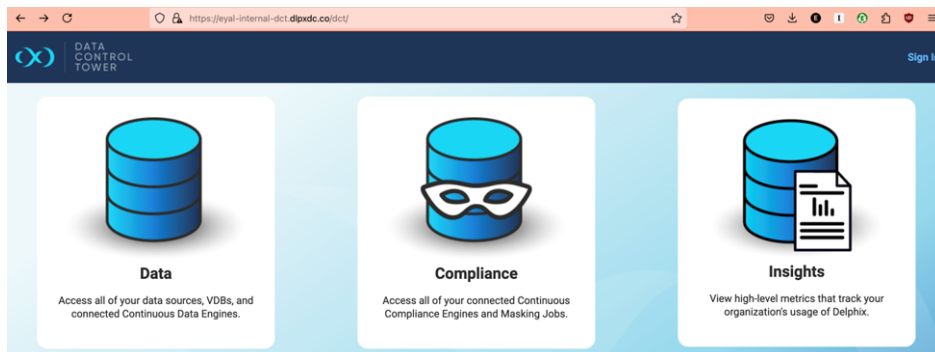 https://eyal-internal-dct.dlpxdc.co/dct/
DATA
CONTROL
TOWER
Sign I
Data
Access all of your data sources, VDBs, and
connected Continuous Data Engines.
Compliance
Access all of your connected Continuous
Compliance Engines and Masking Jobs.
Insights
View high-level metrics that track your
organization's usage of Delphix.